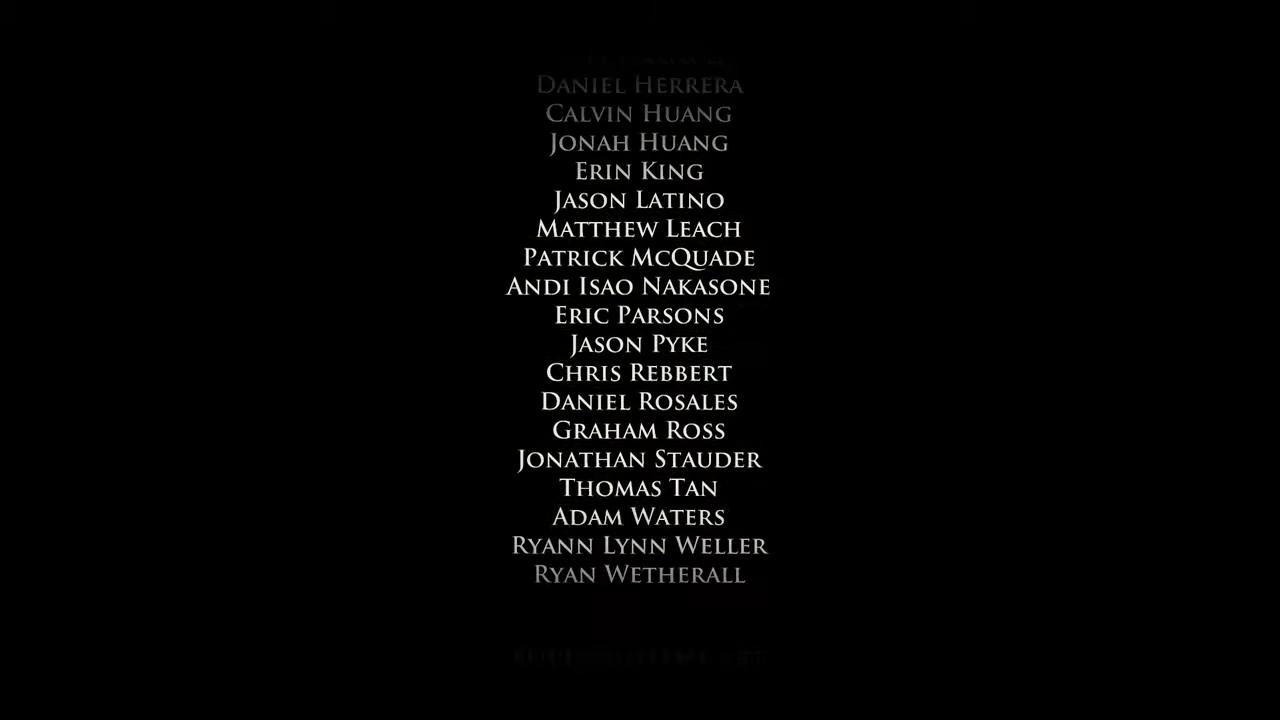 Daniel Herrera
Calvin Huang
Jonah Huang
Erin King
Jason Latino
Matthew Leach
Patrick McQuade
Andi Isao Nakasone
Eric Parsons
Jason Pyke
Chris Rebbert
Daniel Rosales
Graham Ross
Jonathan Stauder
Thomas Tan
Adam Waters
Ryann Lynn Weller
Ryan Wetherall